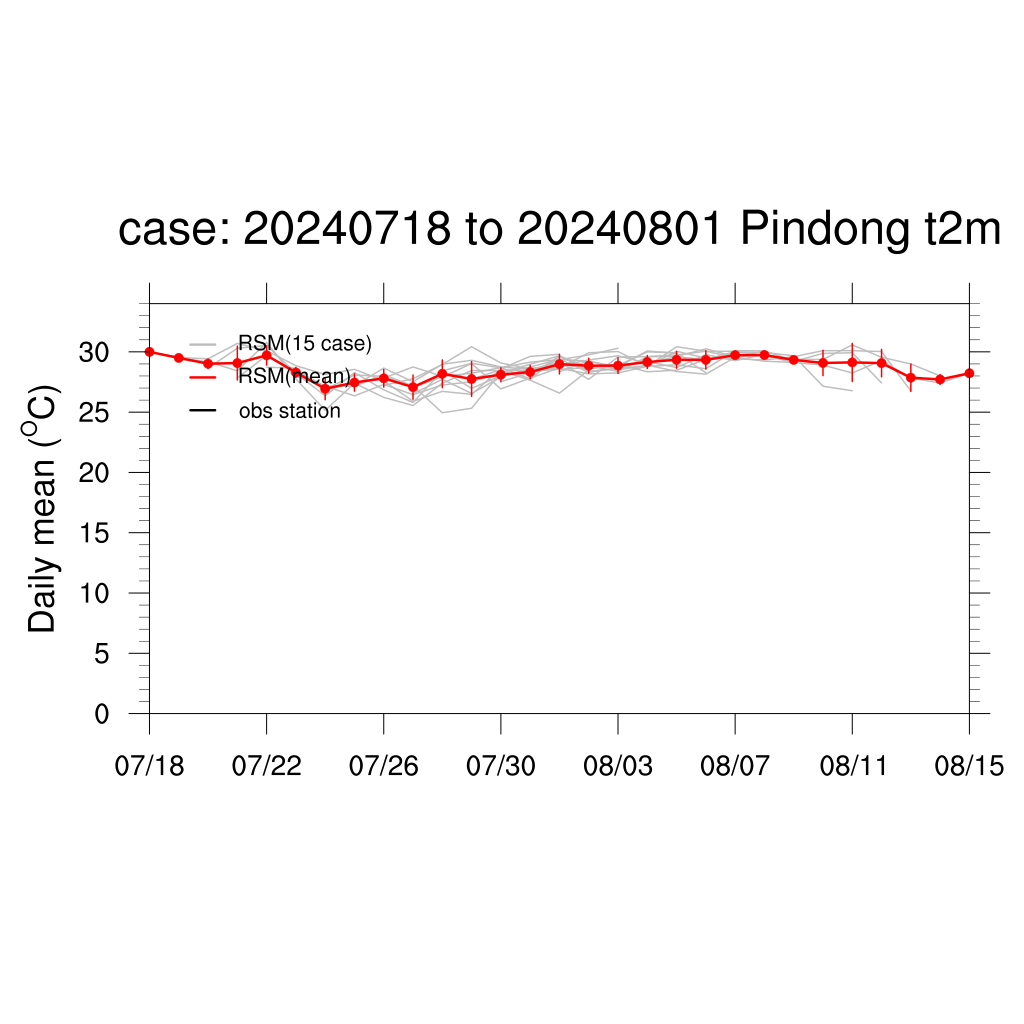 case: 20240718 to 20240801 Pindong t2m
Daily mean (°C)
30
25
20
15
10
5
0
RSM(15 case)
RSM(mean)
obs station
07/18 07/22 07/26 07/30 08/03 08/07 08/11 08/15